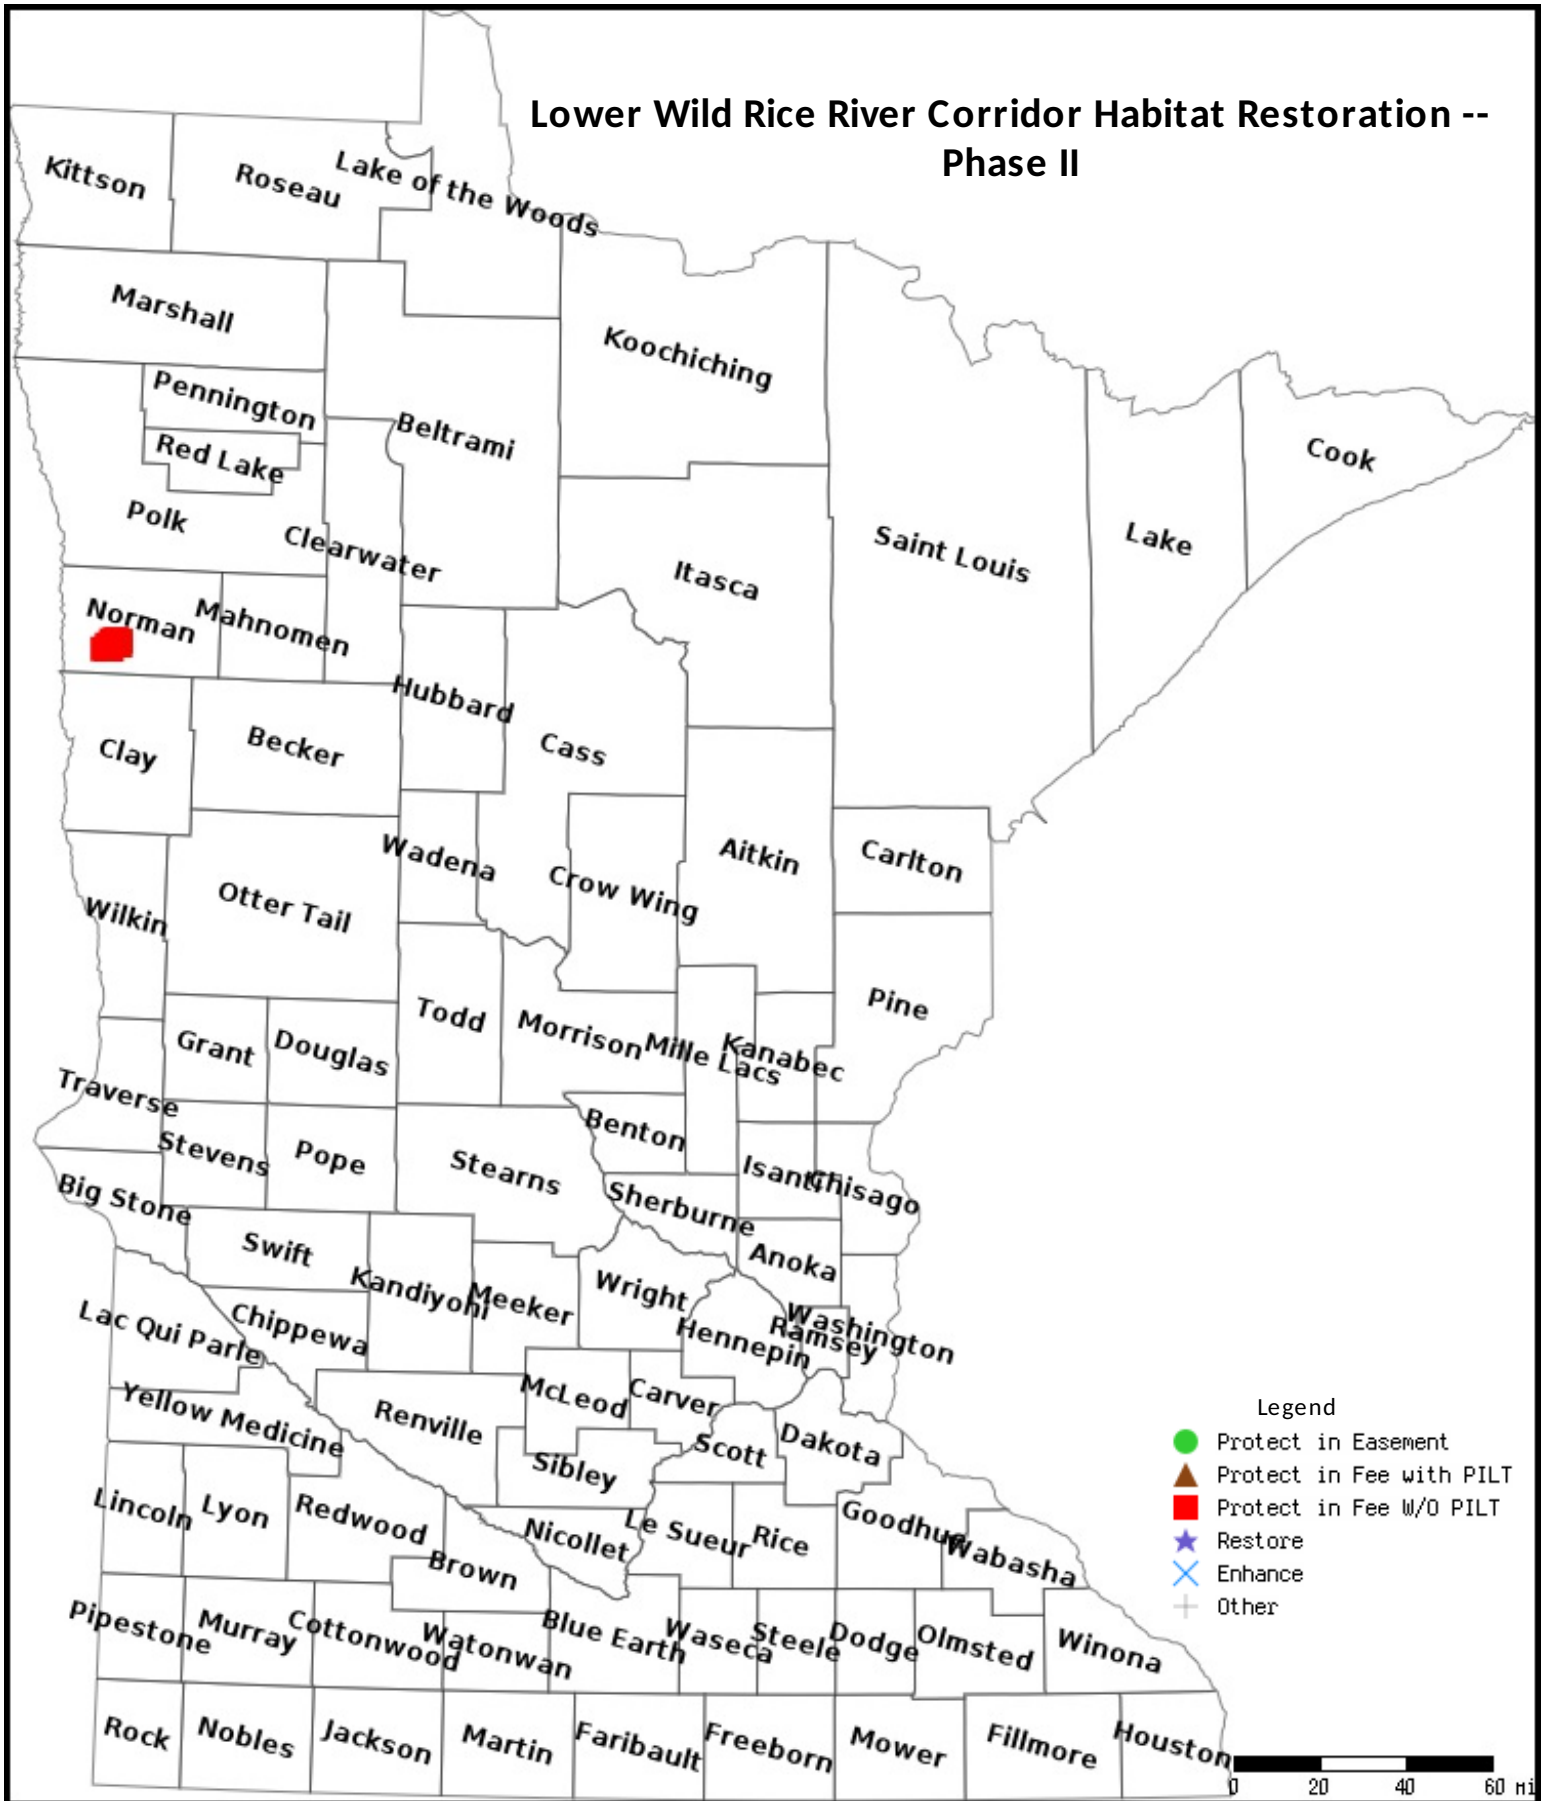 Lower Wild Rice River Corridor Habitat Restoration --
Phase II
Kittson
Roseau
Lake of the Woods
Marshall
Koochiching
Pennington
Beltrami
Red Lake
Cook
Polk
Clearwater
Itasca
Saint Louis
Lake
Norman
Mahnomen
Hubbard
Clay
Becker
Cass
Wadena
Aitkin
Carlton
Otter Tail
Crow Wing
Wilkin
Todd
Morrison
Mille Lacs
Kanabec
Pine
Grant
Douglas
Traverse
Stevens
Pope
Stearns
Benton
Isanti
Chisago
Big Stone
Sherburne
Swift
Kandiyohi
Meeker
Wright
Anoka
Lac Qui Parle
Chippewa
Hennepin
Ramsey
Washington
Yellow Medicine
Renville
McLeod
Carver
Scott
Dakota
Sibley
Lincoln
Lyon
Redwood
Brown
Nicollet
Le Sueur
Rice
Goodhue
Wabasha
Pipestone
Murray
Cottonwood
Watonwan
Blue Earth
Waseca
Steele
Dodge
Olmsted
Winona
Rock
Nobles
Jackson
Martin
Faribault
Freeborn
Mower
Fillmore
Houston
Legend
Protect in Easement
Protect in Fee with PILT
Protect in Fee W/O PILT
Restore
Enhance
Other
0 20 40 60 mi